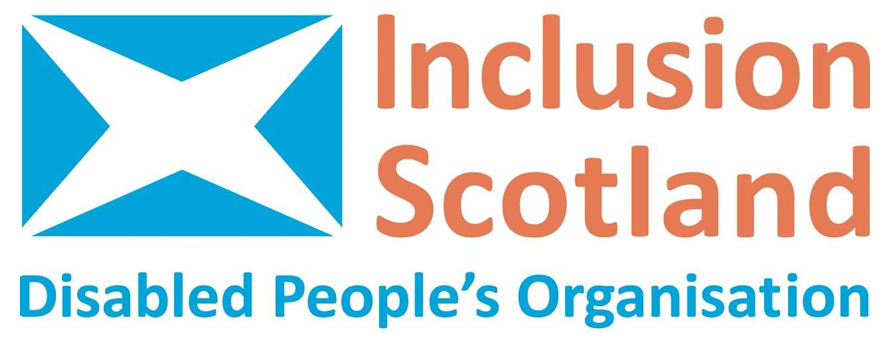 Inclusion
Scotland
Disabled People’s Organisation